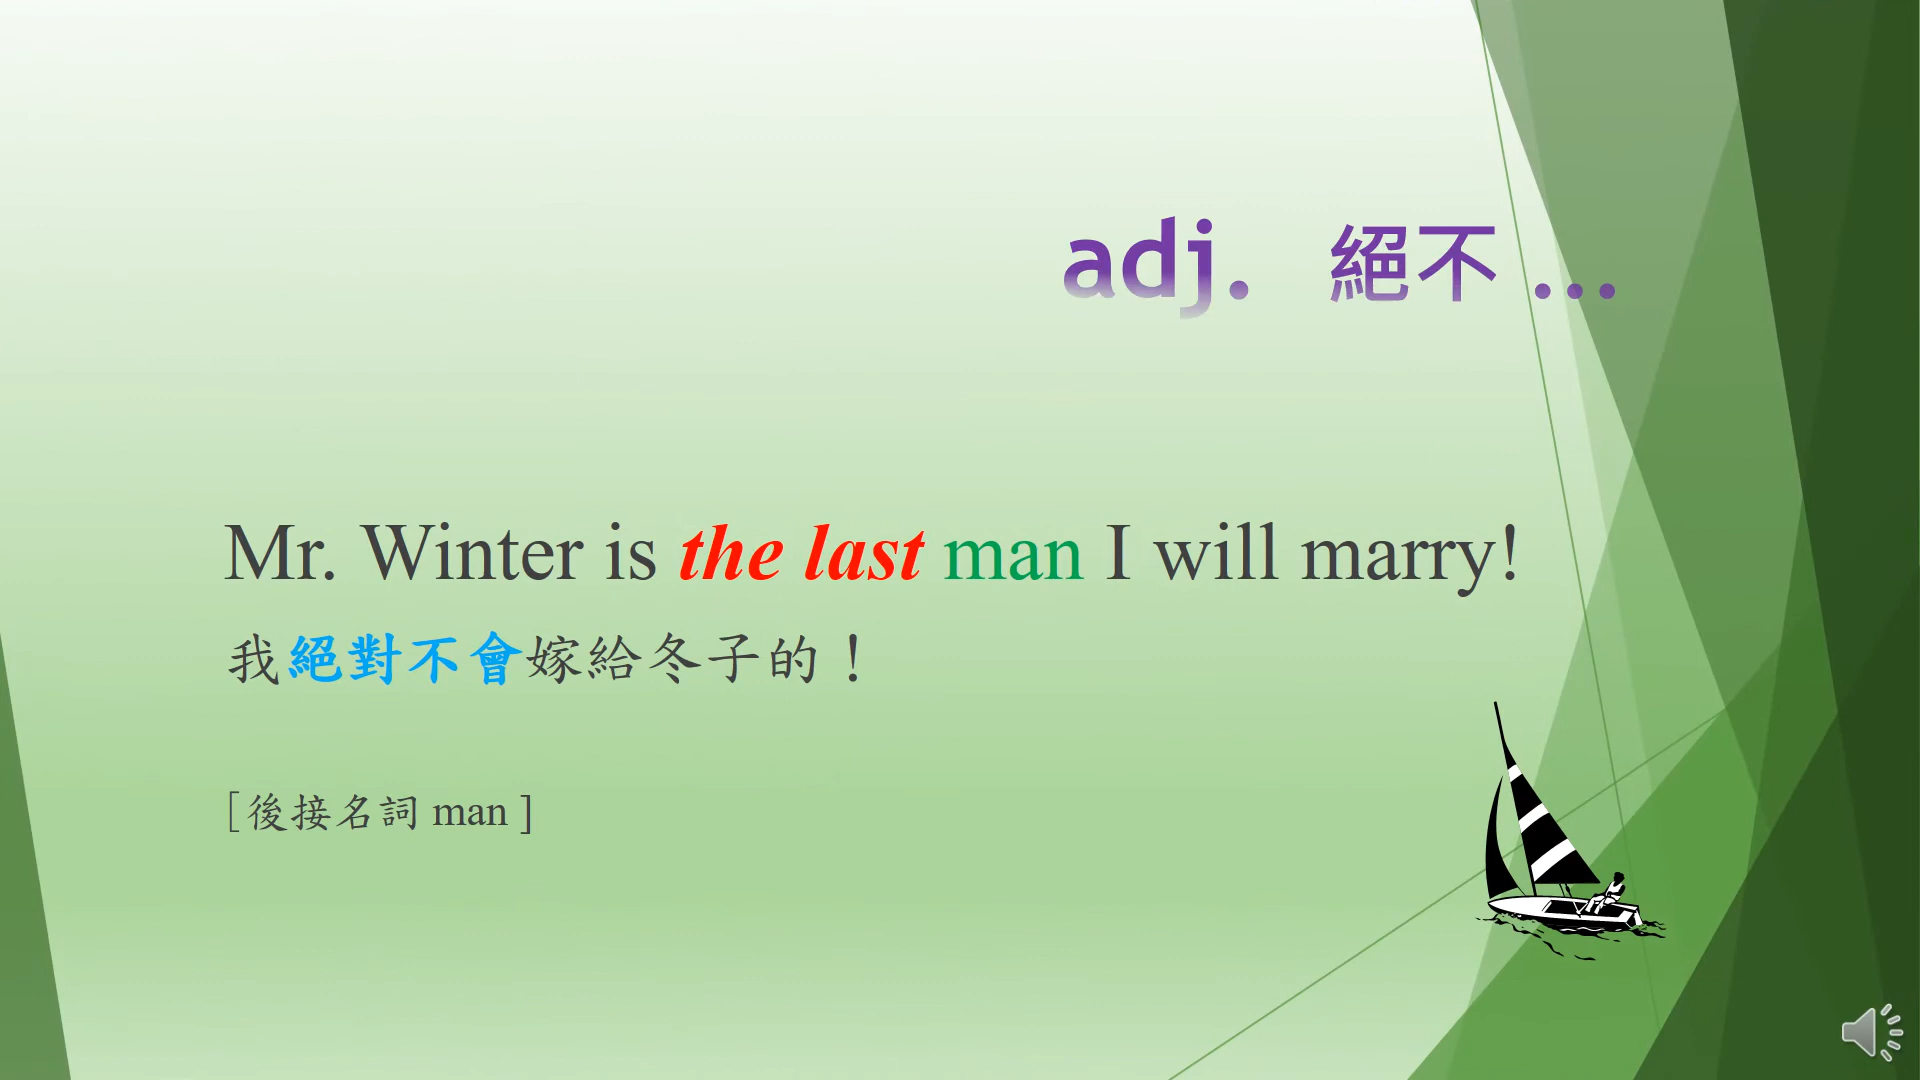 adj. 絕不 ...
Mr. Winter is the last man I will marry!
我絕對不會嫁給冬子的！
[後接名詞 man ]